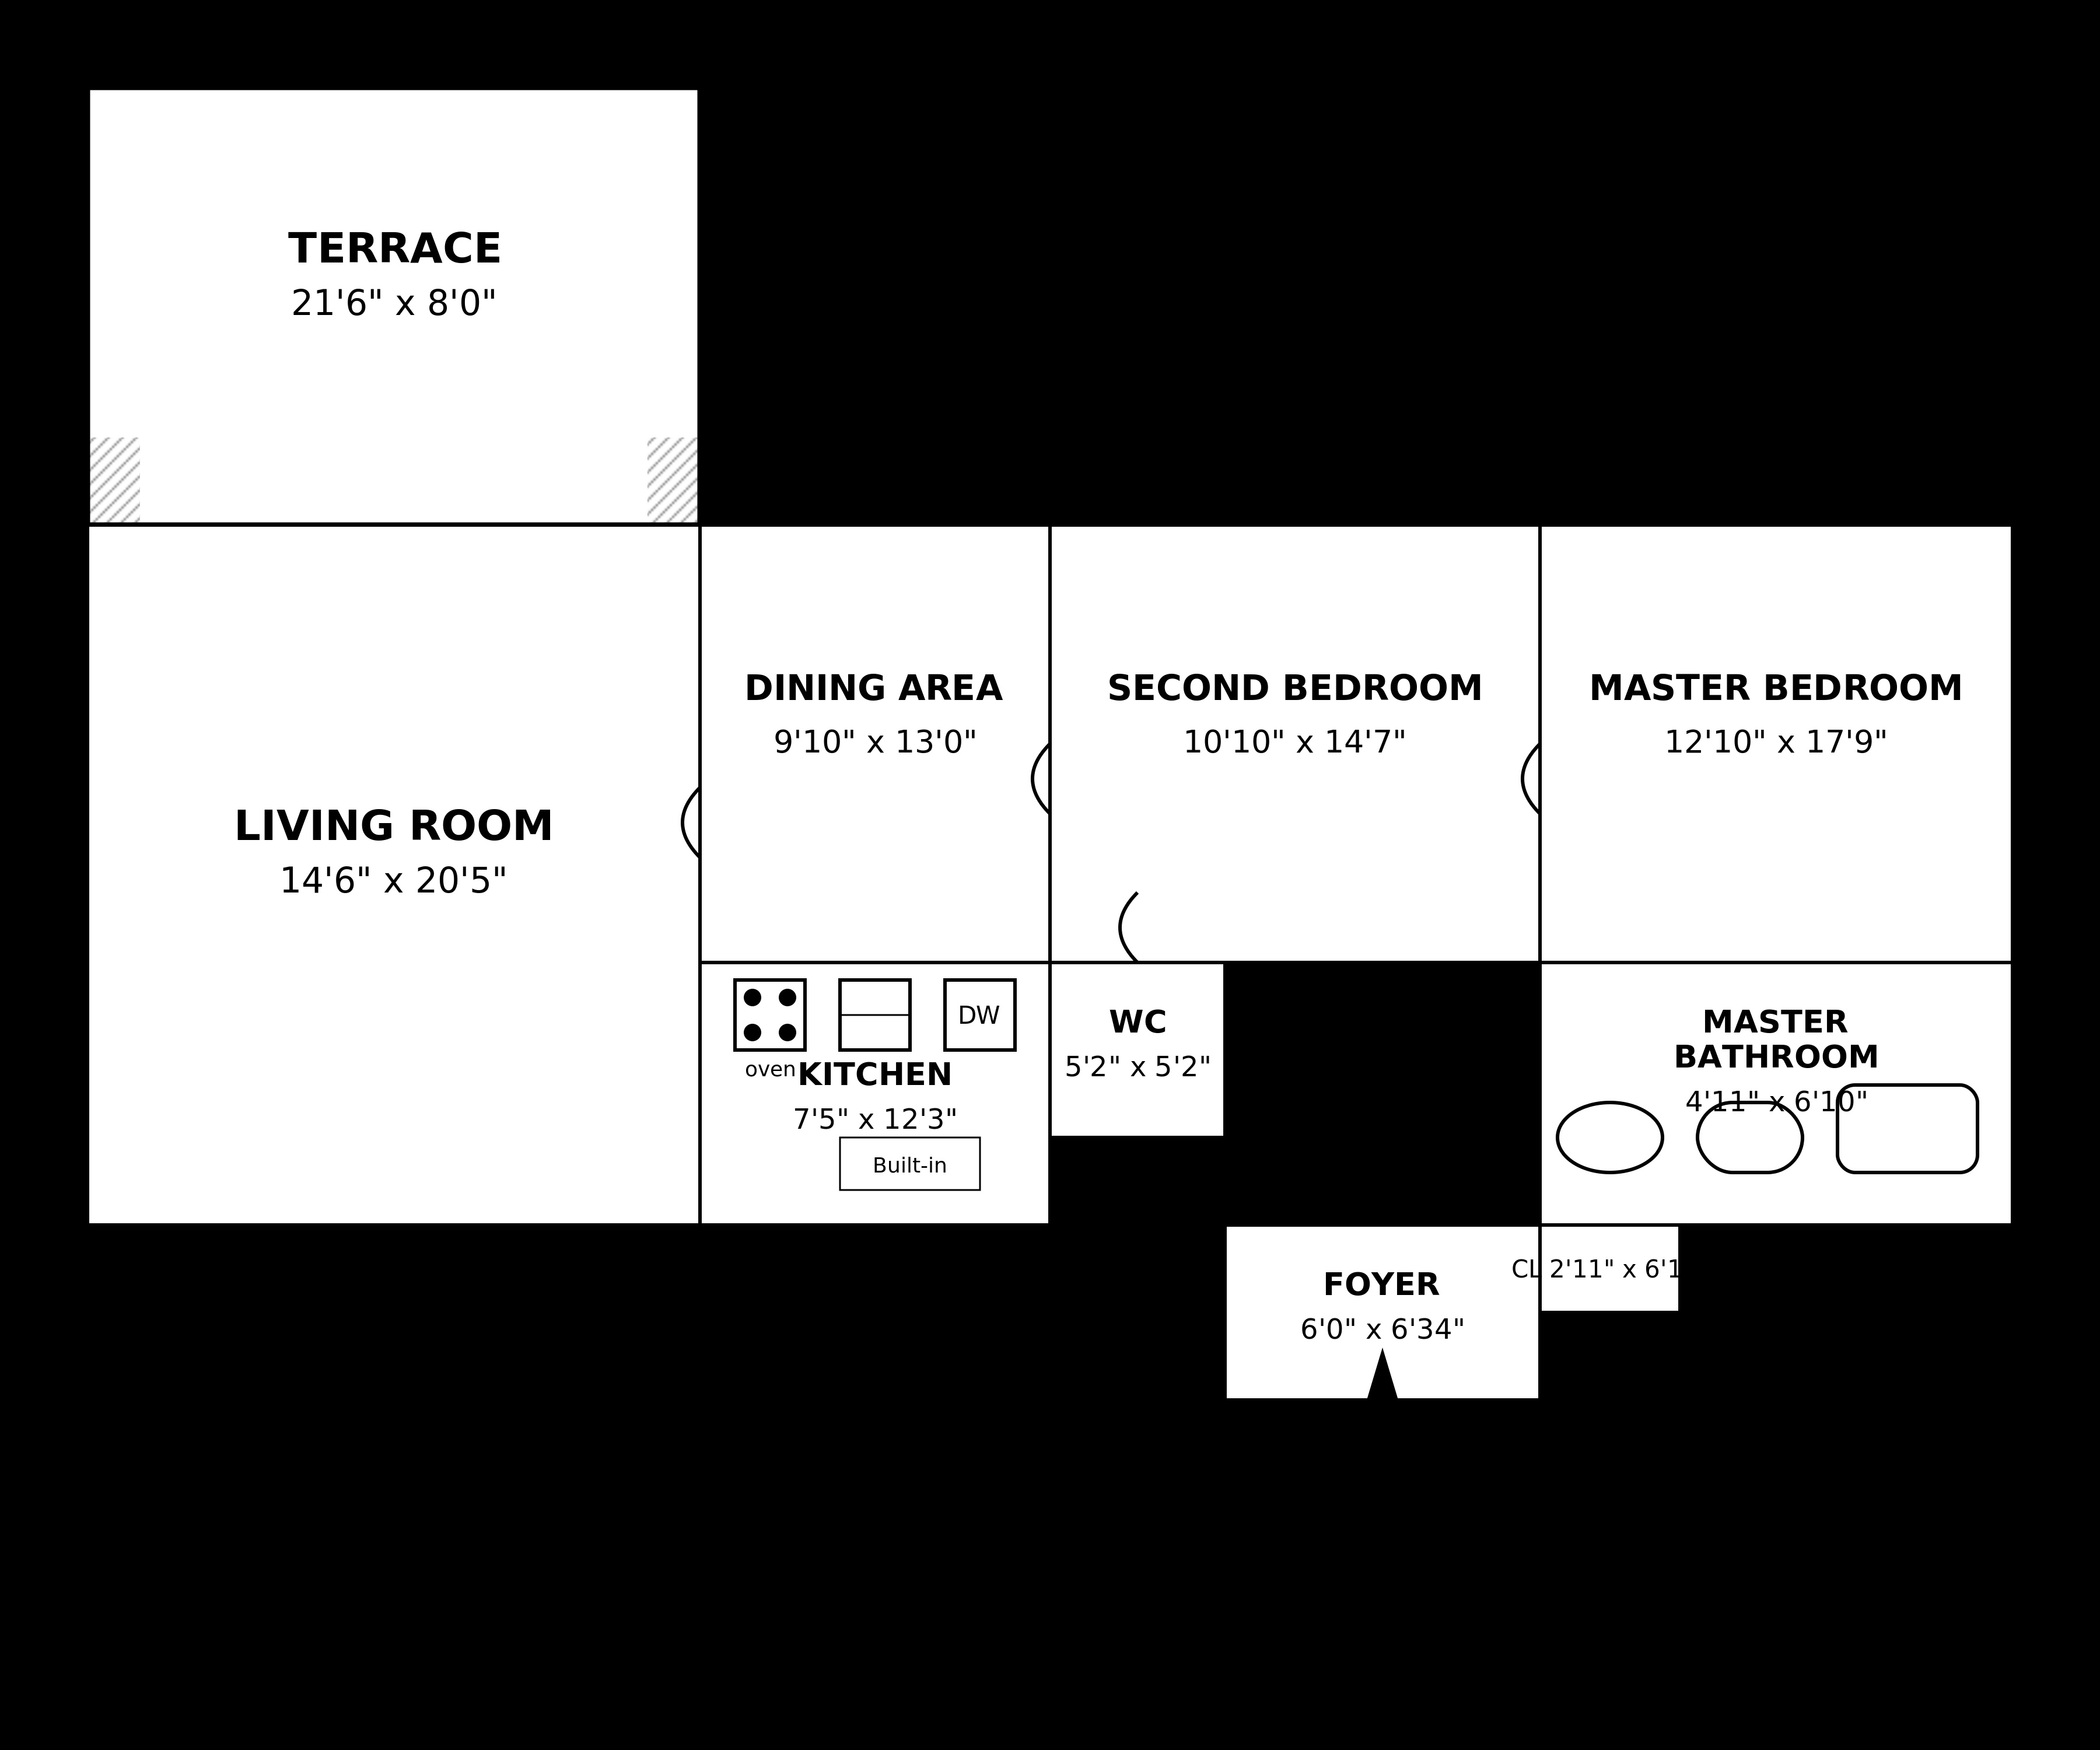 TERRACE
21'6" x 8'0"
DINING AREA
9'10" x 13'0"
SECOND BEDROOM
10'10" x 14'7"
MASTER BEDROOM
12'10" x 17'9"
LIVING ROOM
14'6" x 20'5"
DW
oven
KITCHEN
7'5" x 12'3"
Built-in
WC
5'2" x 5'2"
MASTER
BATHROOM
4'11" x 6'10"
FOYER
6'0" x 6'34"
CL 2'11" x 6'1